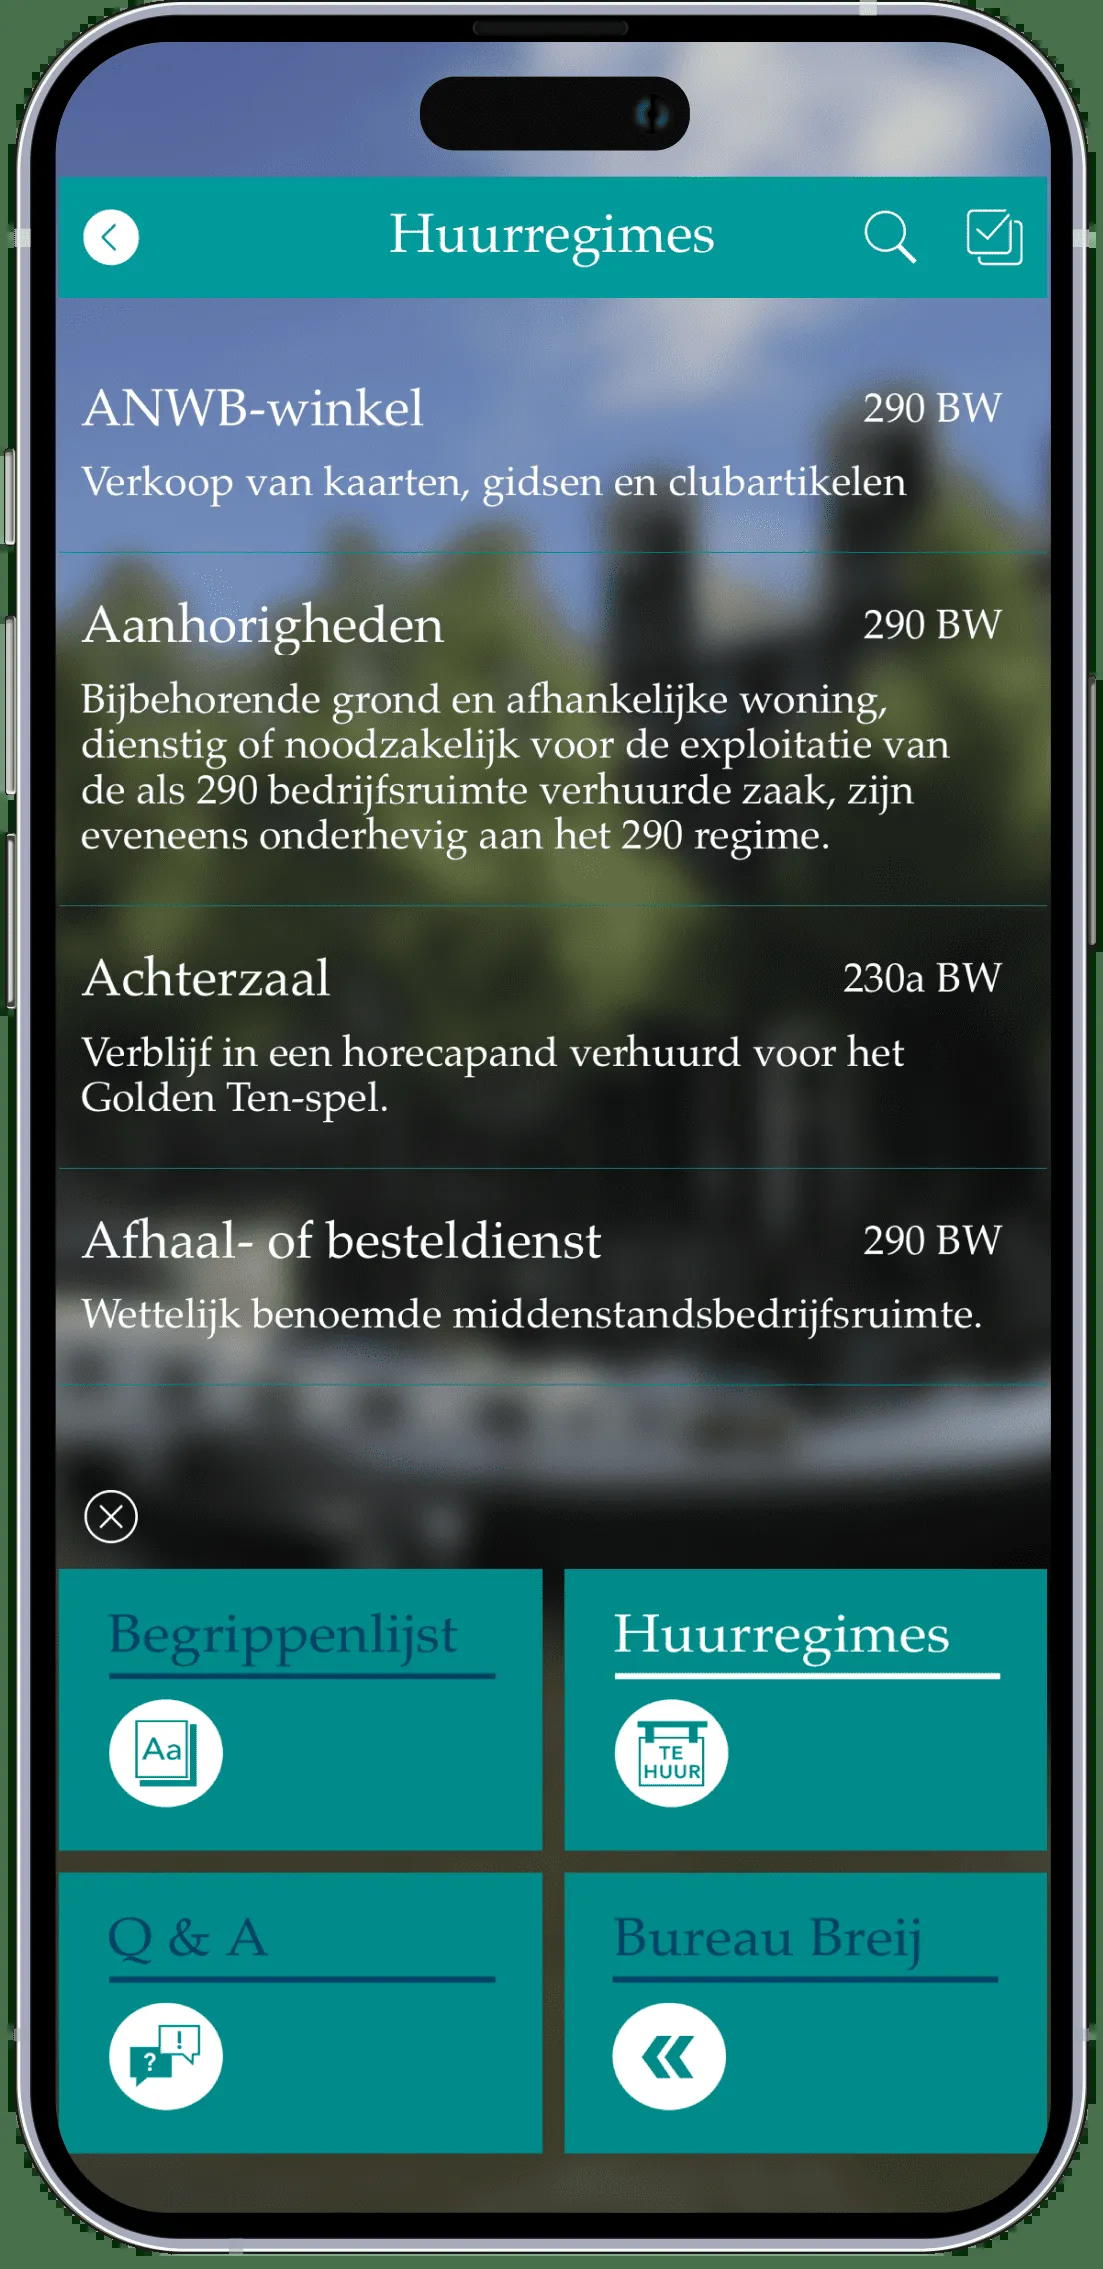 Huurregimes
ANWB-winkel 290 BW
Verkoop van kaarten, gidsen en clubartikelen
Aanhorigheden 290 BW
Bijbehorende grond en afhankelijke woning,
dienstig of noodzakelijk voor de exploitatie van
de als 290 bedrijfsruimte verhuurde zaak, zijn
eveneens onderhevig aan het 290 regime.
Achterzaal 230a BW
Verblijf in een horecapand verhuurd voor het
Golden Ten-spel.
Afhaal- of besteldienst 290 BW
Wettelijk benoemde middenstandsbedrijfsruimte.
Begrippenlijst
Aa
Huurregimes
TE
HUUR
Q & A
? !
Bureau Breij